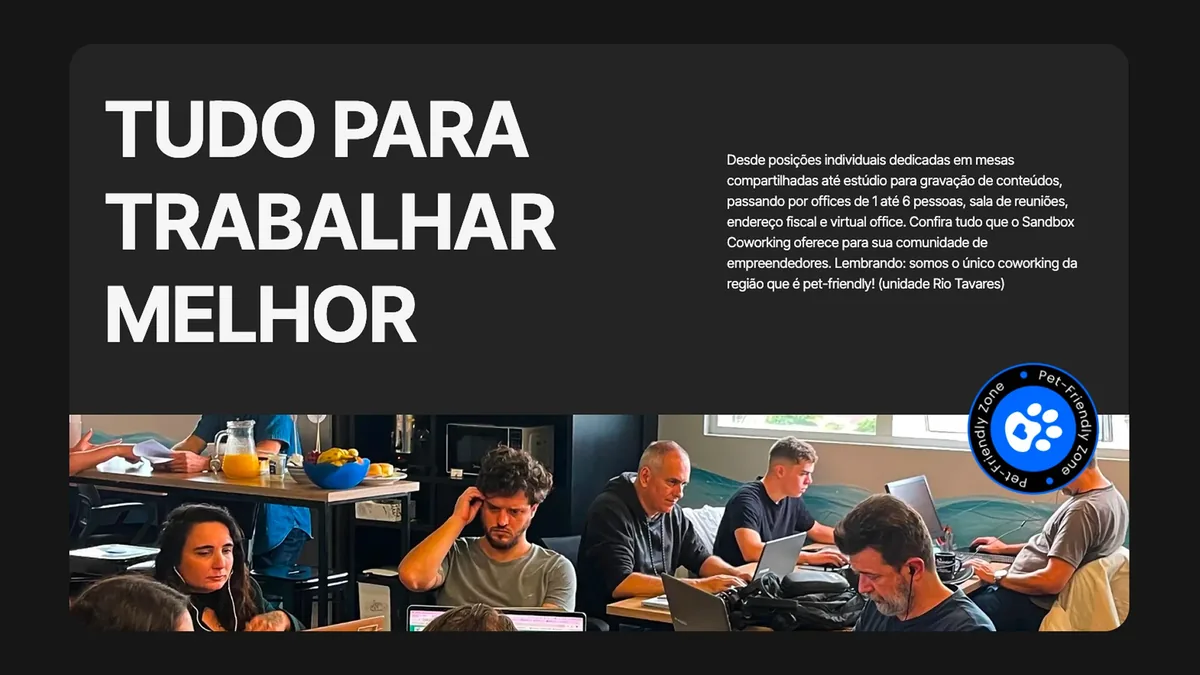 TUDO PARA
TRABALHAR
MELHOR
Desde posições individuais dedicadas em mesas
compartilhadas até estúdio para gravação de conteúdos,
passando por offices de 1 até 6 pessoas, sala de reuniões,
endereço fiscal e virtual office. Confira tudo que o Sandbox
Coworking oferece para sua comunidade de
empreendedores. Lembrando: somos o único coworking da
região que é pet-friendly! (unidade Rio Tavares)
Pet-Friendly Zone
Pet-Friendly Zone